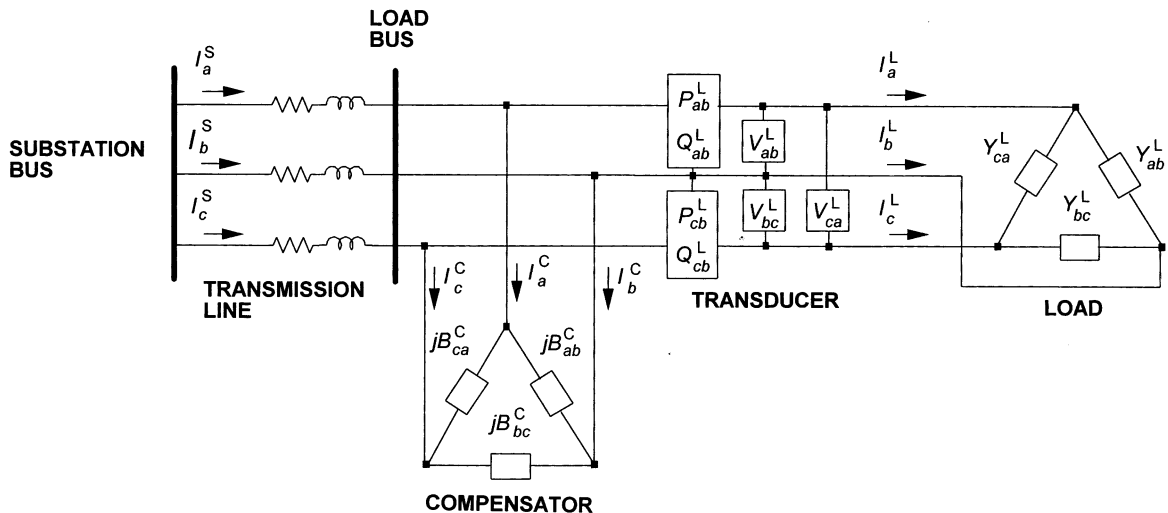 LOAD
BUS
I_a^S
I_b^S
I_c^S
SUBSTATION
BUS
TRANSMISSION
LINE
P_ab^L
Q_ab^L
P_cb^L
Q_cb^L
V_ab^L
V_bc^L
V_ca^L
TRANSDUCER
I_a^L
I_b^L
I_c^L
Y_ca^L
Y_ab^L
Y_bc^L
LOAD
I_c^C
I_a^C
I_b^C
jB_ca^C
jB_ab^C
jB_bc^C
COMPENSATOR